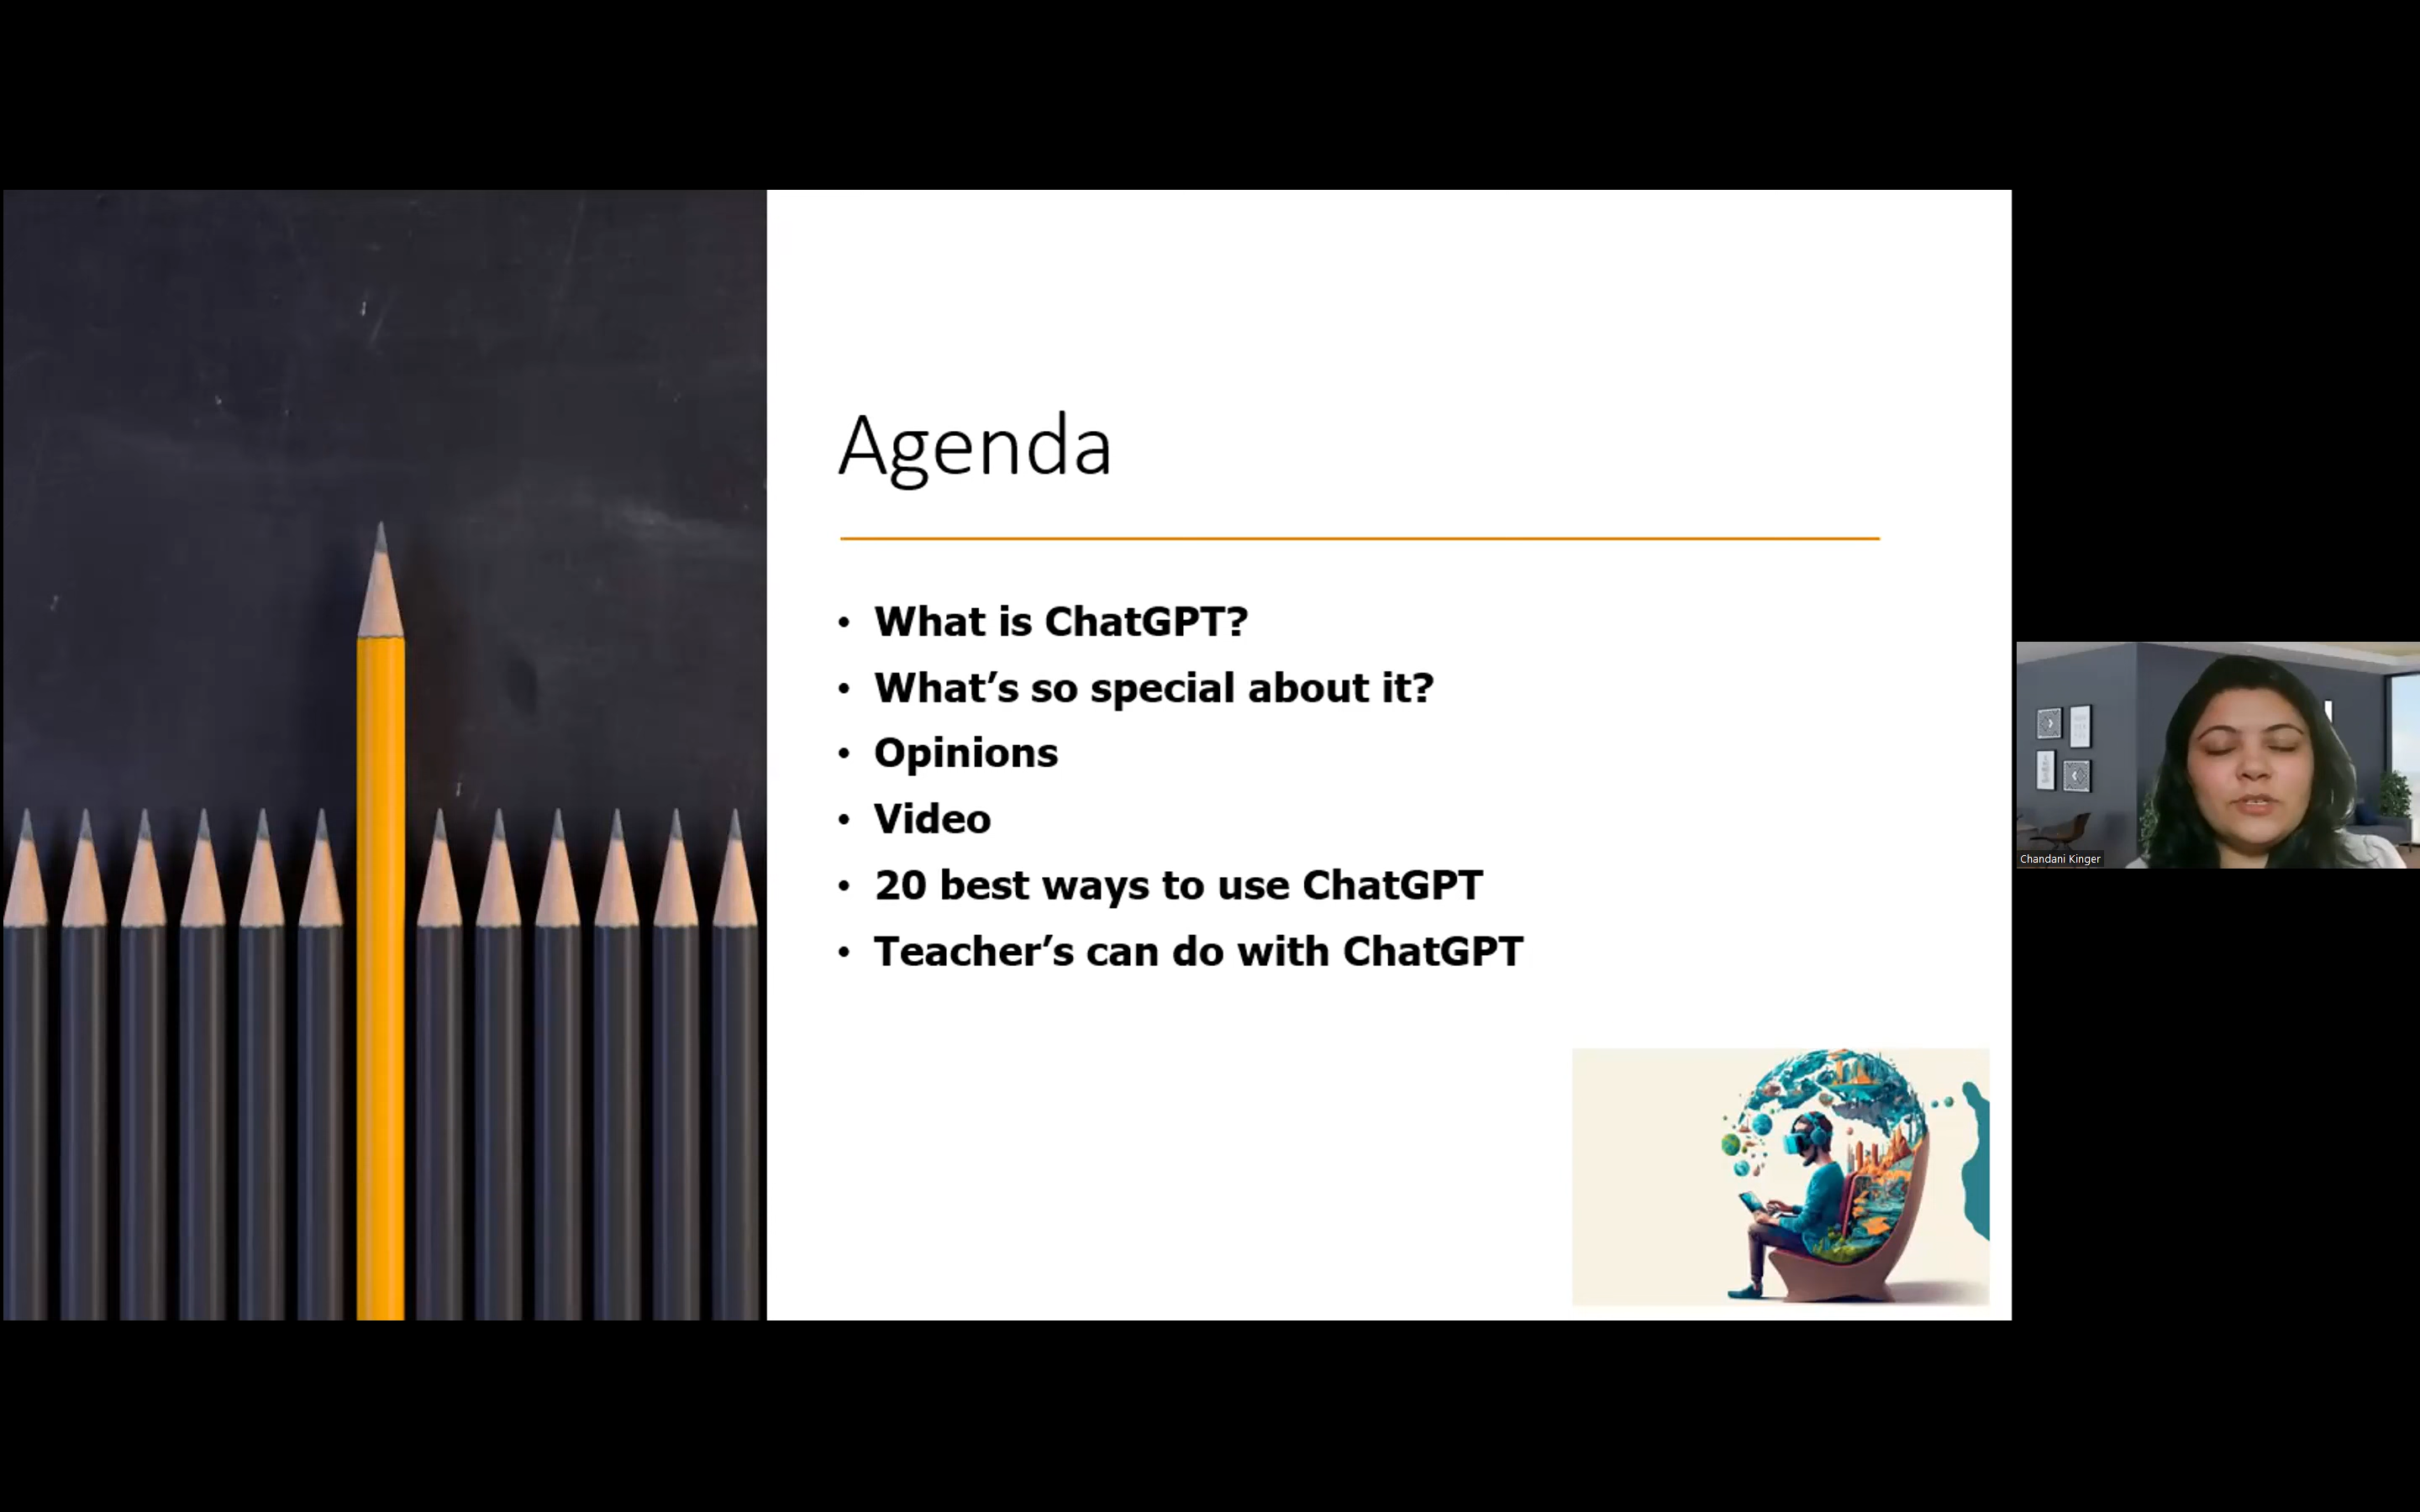 Agenda
• What is ChatGPT?
• What’s so special about it?
• Opinions
• Video
• 20 best ways to use ChatGPT
• Teacher’s can do with ChatGPT
Chandani Kinger